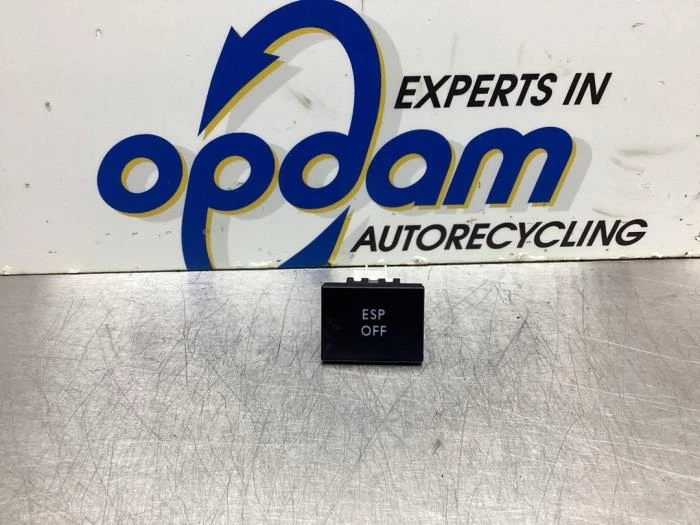 EXPERTS IN
opdam
AUTORECYCLING
ESP
OFF